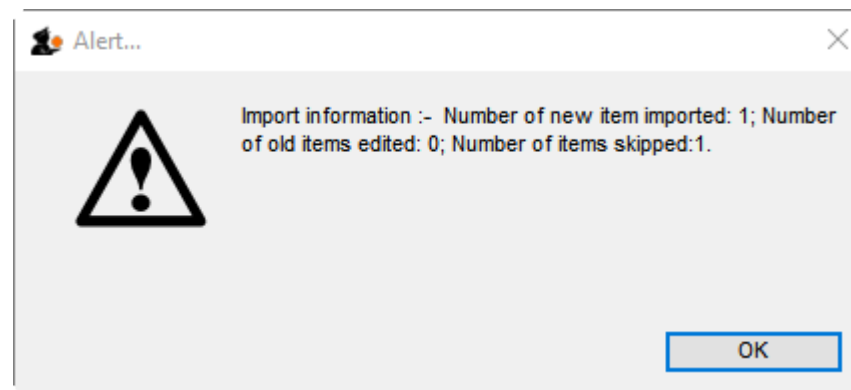 Alert...
Import information :-  Number of new item imported: 1; Number
of old items edited: 0; Number of items skipped:1.
OK